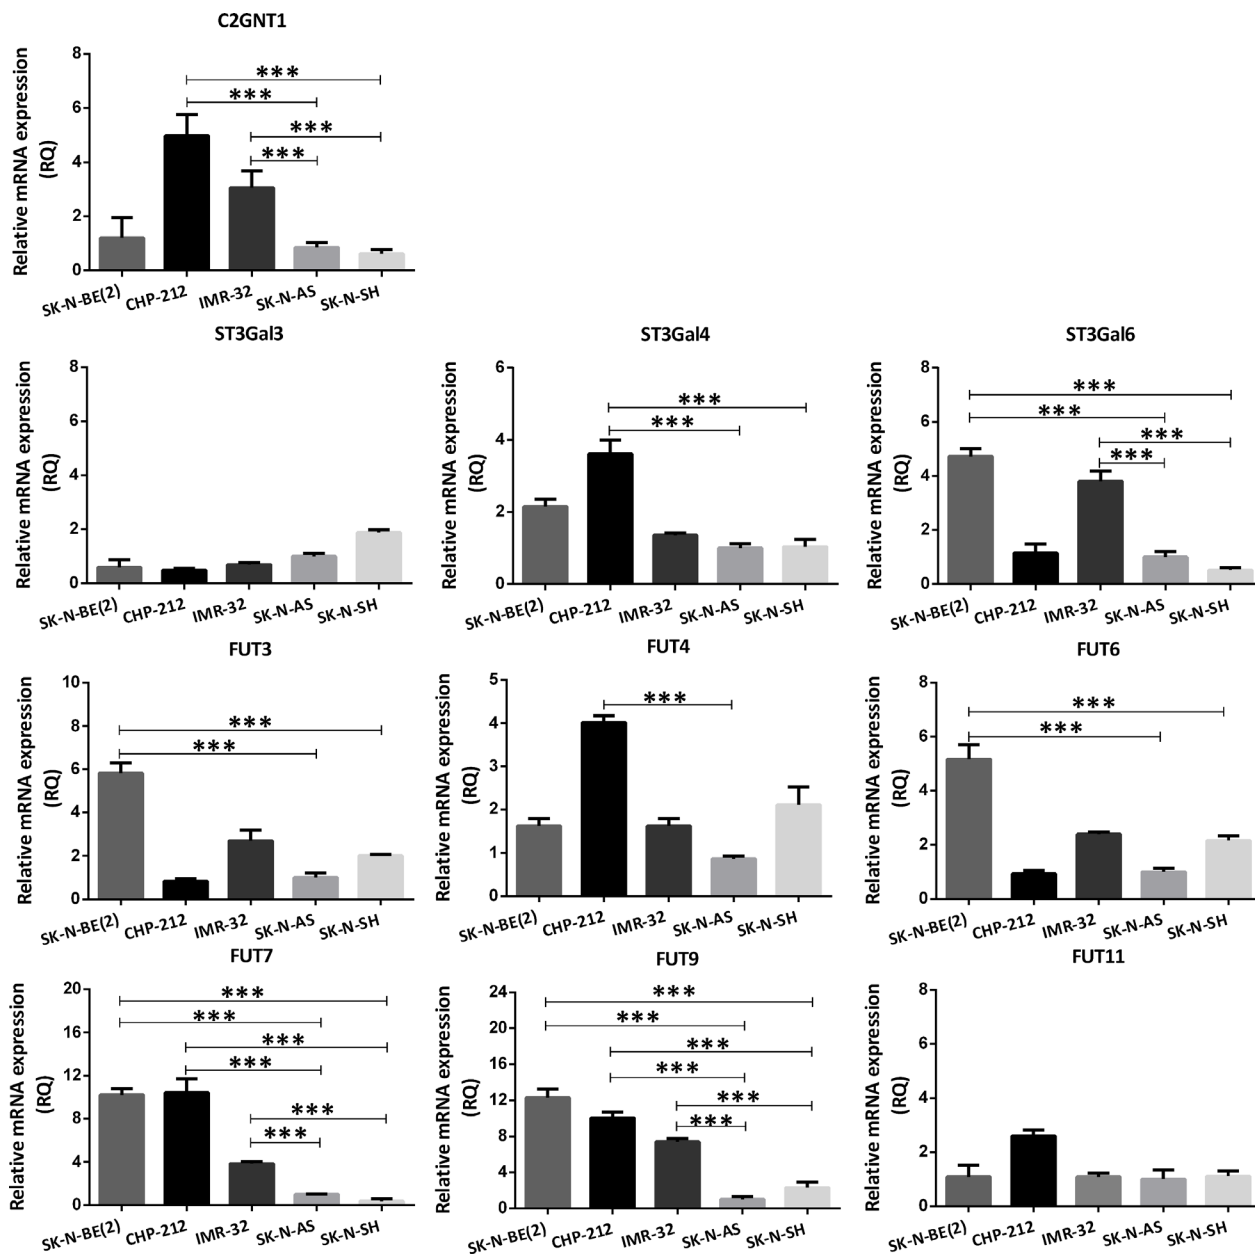 C2GNT1
Relative mRNA expression
(RQ)
8
6
4
2
0
***
***
***
***
SK-N-BE(2)
CHP-212
IMR-32
SK-N-AS
SK-N-SH
ST3Gal3
Relative mRNA expression
(RQ)
8
6
4
2
0
SK-N-BE(2)
CHP-212
IMR-32
SK-N-AS
SK-N-SH
ST3Gal4
Relative mRNA expression
(RQ)
6
4
2
0
***
***
SK-N-BE(2)
CHP-212
IMR-32
SK-N-AS
SK-N-SH
ST3Gal6
Relative mRNA expression
(RQ)
8
6
4
2
0
***
***
***
***
SK-N-BE(2)
CHP-212
IMR-32
SK-N-AS
SK-N-SH
FUT3
Relative mRNA expression
(RQ)
10
8
6
4
2
0
***
***
SK-N-BE(2)
CHP-212
IMR-32
SK-N-AS
SK-N-SH
FUT4
Relative mRNA expression
(RQ)
5
4
3
2
1
0
***
SK-N-BE(2)
CHP-212
IMR-32
SK-N-AS
SK-N-SH
FUT6
Relative mRNA expression
(RQ)
8
6
4
2
0
***
***
SK-N-BE(2)
CHP-212
IMR-32
SK-N-AS
SK-N-SH
FUT7
Relative mRNA expression
(RQ)
20
16
12
8
4
0
***
***
***
***
***
***
SK-N-BE(2)
CHP-212
IMR-32
SK-N-AS
SK-N-SH
FUT9
Relative mRNA expression
(RQ)
24
20
16
12
8
4
0
***
***
***
***
***
***
SK-N-BE(2)
CHP-212
IMR-32
SK-N-AS
SK-N-SH
FUT11
Relative mRNA expression
(RQ)
8
6
4
2
0
SK-N-BE(2)
CHP-212
IMR-32
SK-N-AS
SK-N-SH